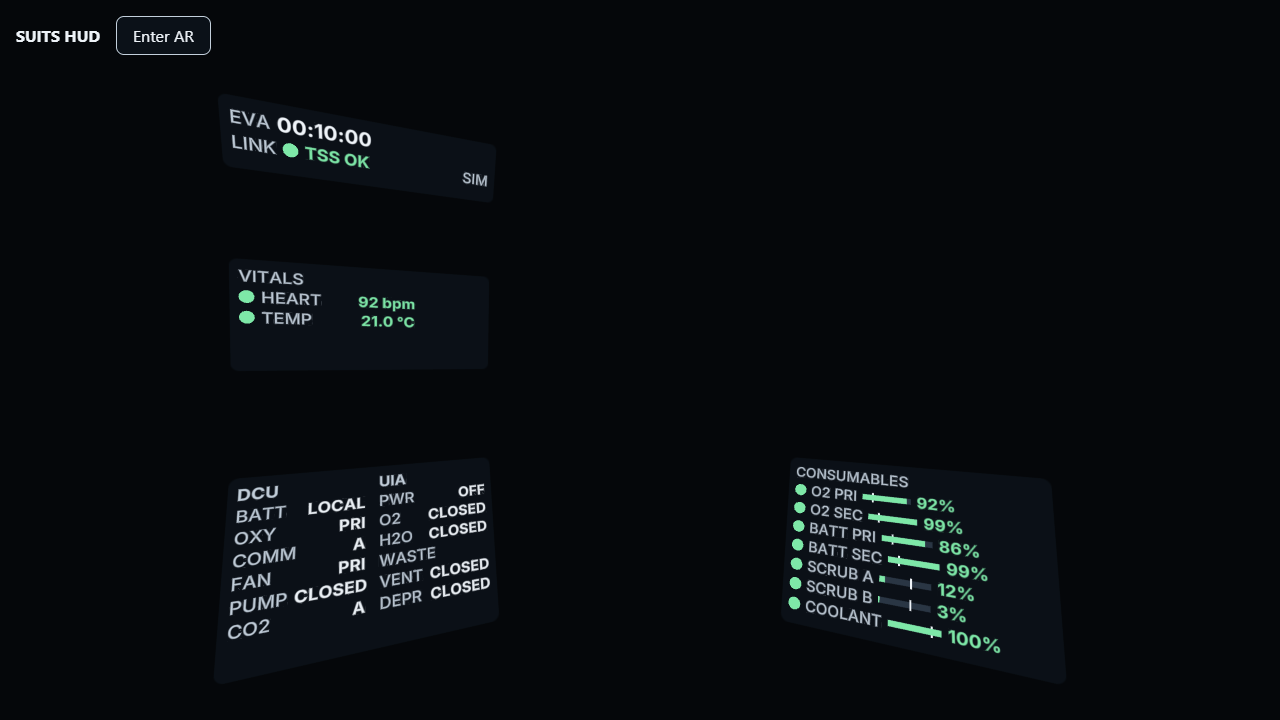 SUITS HUD
Enter AR
EVA 00:10:00
LINK TSS OK
SIM
VITALS
HEART 92 bpm
TEMP 21.0 °C
DCU
BATT LOCAL
OXY PRI
COMM A
FAN PRI
PUMP CLOSED
CO2 A
UIA
PWR OFF
O2 CLOSED
H2O CLOSED
WASTE
VENT CLOSED
DEPR CLOSED
CONSUMABLES
O2 PRI 92%
O2 SEC 99%
BATT PRI 86%
BATT SEC 99%
SCRUB A 12%
SCRUB B 3%
COOLANT 100%